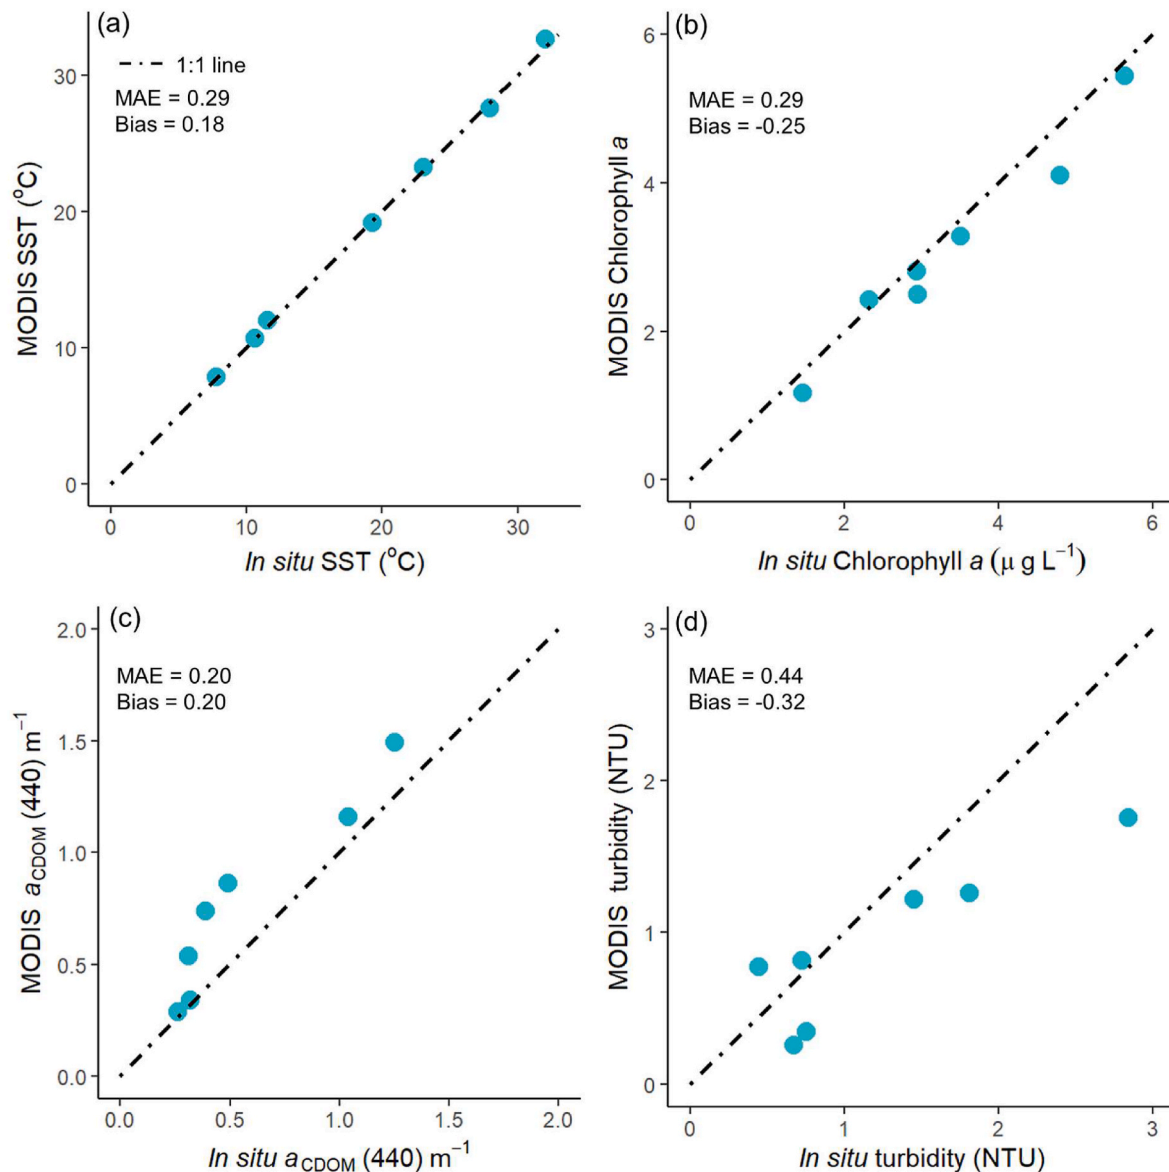 (a)
1:1 line
MAE = 0.29
Bias = 0.18
MODIS SST (°C)
30
20
10
0
0 10 20 30
In situ SST (°C)
(b)
MAE = 0.29
Bias = -0.25
MODIS Chlorophyll a
6
4
2
0
0 2 4 6
In situ Chlorophyll a (μ g L⁻¹)
(c)
MAE = 0.20
Bias = 0.20
MODIS a_CDOM (440) m⁻¹
2.0
1.5
1.0
0.5
0.0
0.0 0.5 1.0 1.5 2.0
In situ a_CDOM (440) m⁻¹
(d)
MAE = 0.44
Bias = -0.32
MODIS turbidity (NTU)
3
2
1
0
0 1 2 3
In situ turbidity (NTU)